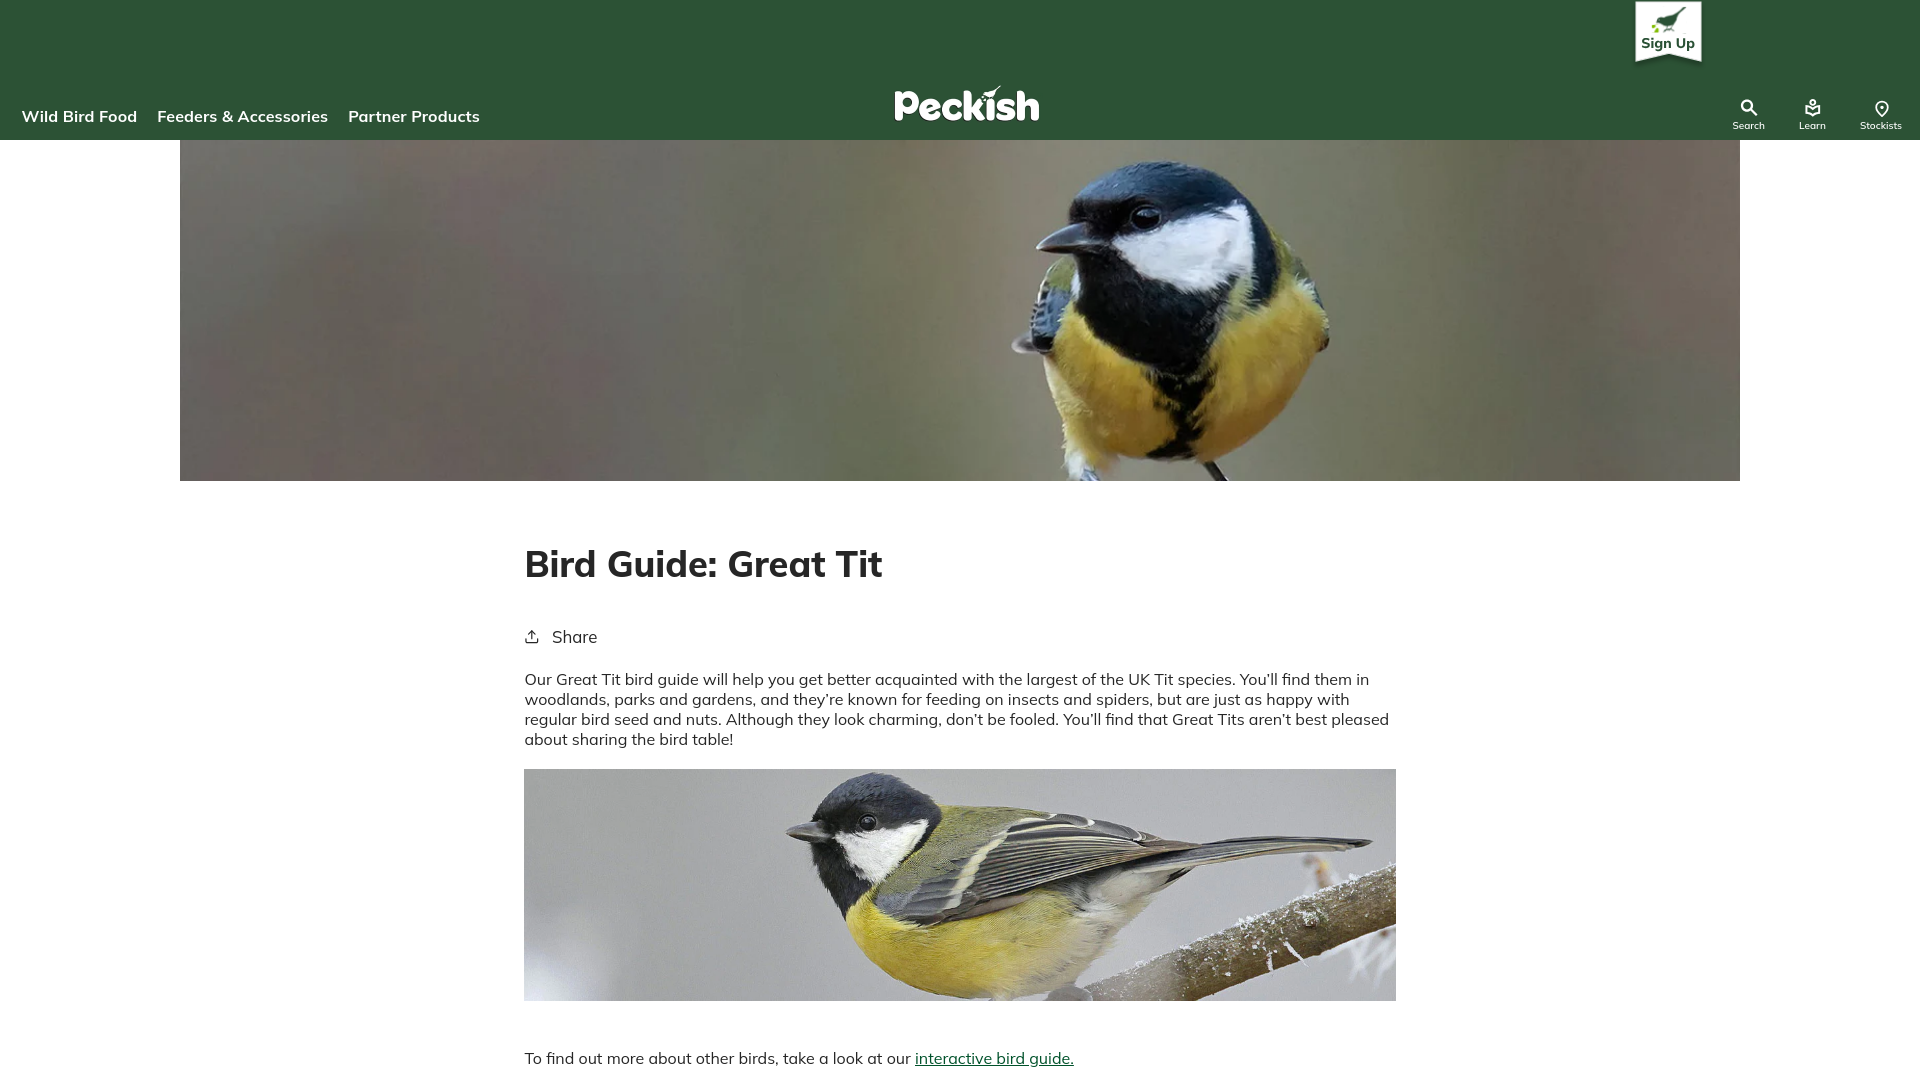 Sign Up
Wild Bird Food
Feeders & Accessories
Partner Products
Peckish
Search
Learn
Stockists
Bird Guide: Great Tit
Share
Our Great Tit bird guide will help you get better acquainted with the largest of the UK Tit species. You’ll find them in
woodlands, parks and gardens, and they’re known for feeding on insects and spiders, but are just as happy with
regular bird seed and nuts. Although they look charming, don’t be fooled. You’ll find that Great Tits aren’t best pleased
about sharing the bird table!
To find out more about other birds, take a look at our interactive bird guide.